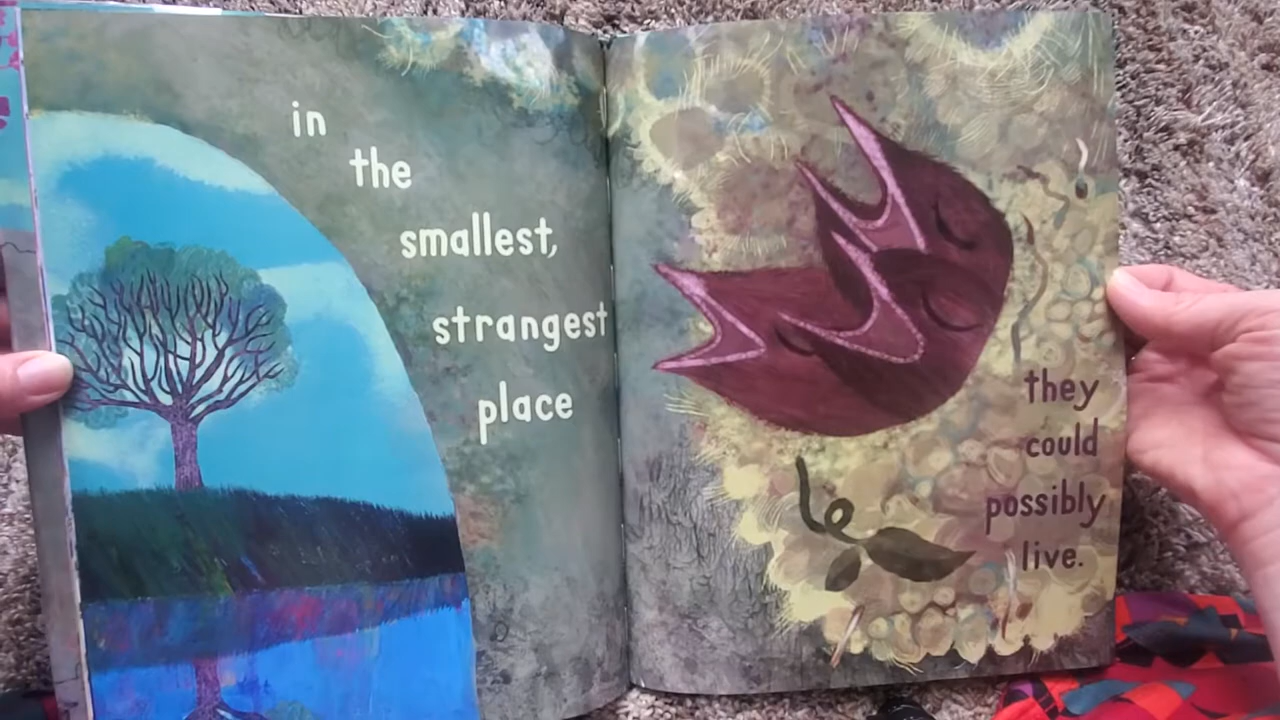 in
the
smallest,
strangest
place
they
could
possibly
live.